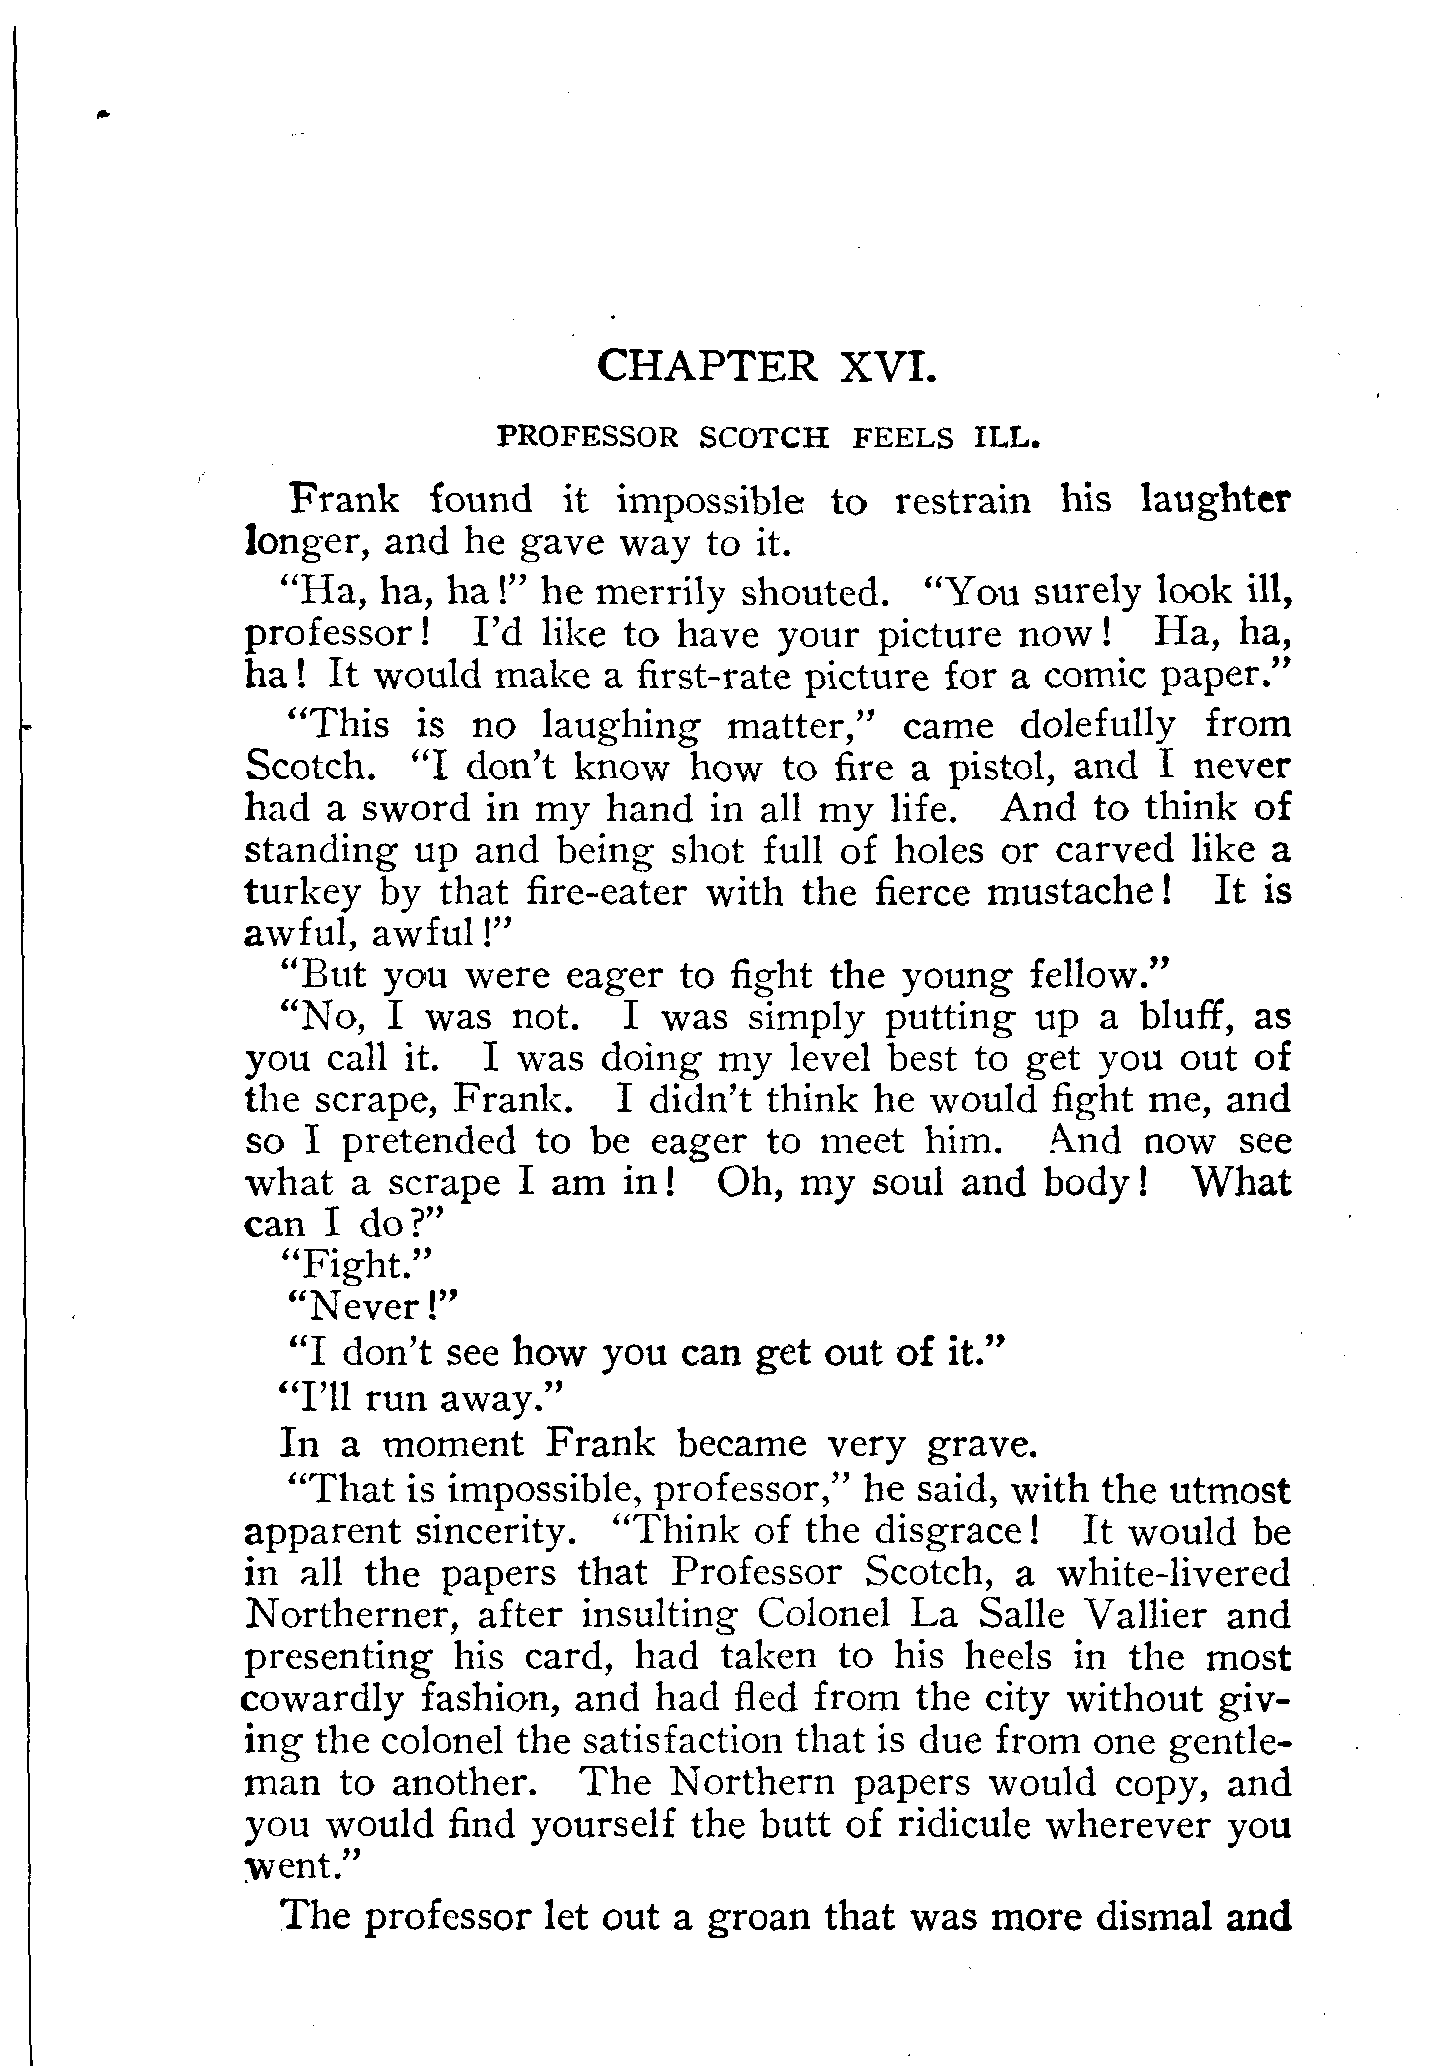 CHAPTER XVI.
PROFESSOR SCOTCH FEELS ILL.
Frank found it impossible to restrain his laughter
longer, and he gave way to it.
“Ha, ha, ha!” he merrily shouted. “You surely look ill,
professor! I’d like to have your picture now! Ha, ha,
ha! It would make a first-rate picture for a comic paper.”
“This is no laughing matter,” came dolefully from
Scotch. “I don’t know how to fire a pistol, and I never
had a sword in my hand in all my life. And to think of
standing up and being shot full of holes or carved like a
turkey by that fire-eater with the fierce mustache! It is
awful, awful!”
“But you were eager to fight the young fellow.”
“No, I was not. I was simply putting up a bluff, as
you call it. I was doing my level best to get you out of
the scrape, Frank. I didn’t think he would fight me, and
so I pretended to be eager to meet him. And now see
what a scrape I am in! Oh, my soul and body! What
can I do?”
“Fight.”
“Never!”
“I don’t see how you can get out of it.”
“I’ll run away.”
In a moment Frank became very grave.
“That is impossible, professor,” he said, with the utmost
apparent sincerity. “Think of the disgrace! It would be
in all the papers that Professor Scotch, a white-livered
Northerner, after insulting Colonel La Salle Vallier and
presenting his card, had taken to his heels in the most
cowardly fashion, and had fled from the city without giv-
ing the colonel the satisfaction that is due from one gentle-
man to another. The Northern papers would copy, and
you would find yourself the butt of ridicule wherever you
went.”
The professor let out a groan that was more dismal and